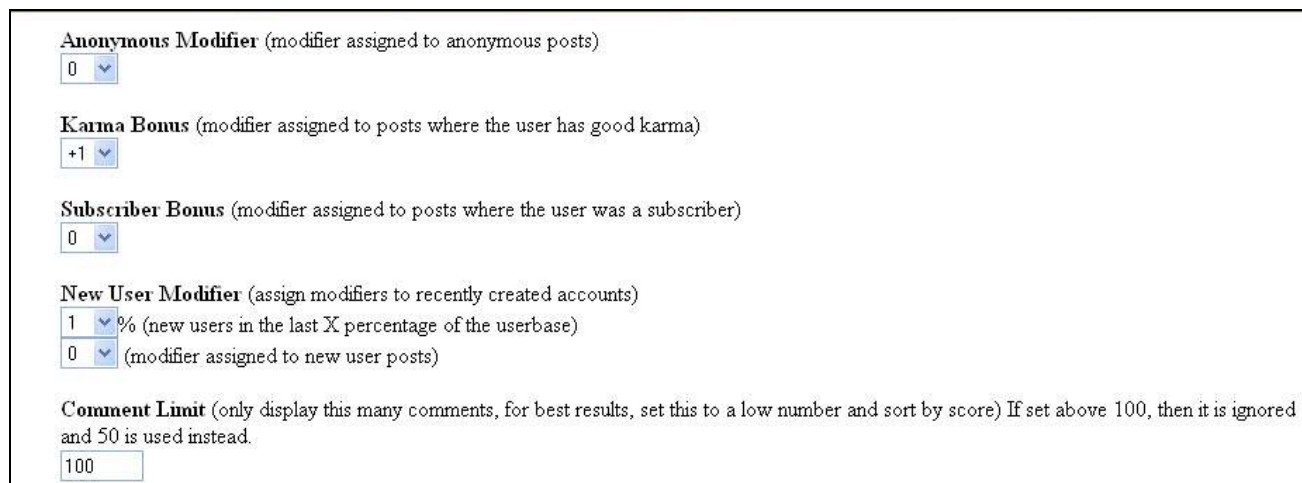 Anonymous Modifier (modifier assigned to anonymous posts)
0
Karma Bonus (modifier assigned to posts where the user has good karma)
+1
Subscriber Bonus (modifier assigned to posts where the user was a subscriber)
0
New User Modifier (assign modifiers to recently created accounts)
1 % (new users in the last X percentage of the userbase)
0 (modifier assigned to new user posts)
Comment Limit (only display this many comments, for best results, set this to a low number and sort by score) If set above 100, then it is ignored
and 50 is used instead.
100